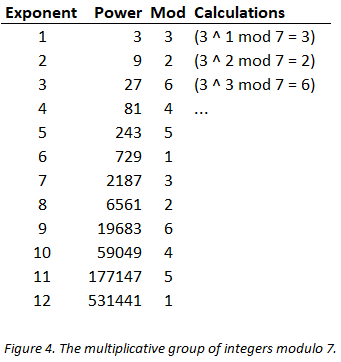 Exponent Power Mod Calculations
1 3 3 (3 ^ 1 mod 7 = 3)
2 9 2 (3 ^ 2 mod 7 = 2)
3 27 6 (3 ^ 3 mod 7 = 6)
4 81 4 ...
5 243 5
6 729 1
7 2187 3
8 6561 2
9 19683 6
10 59049 4
11 177147 5
12 531441 1
Figure 4. The multiplicative group of integers modulo 7.